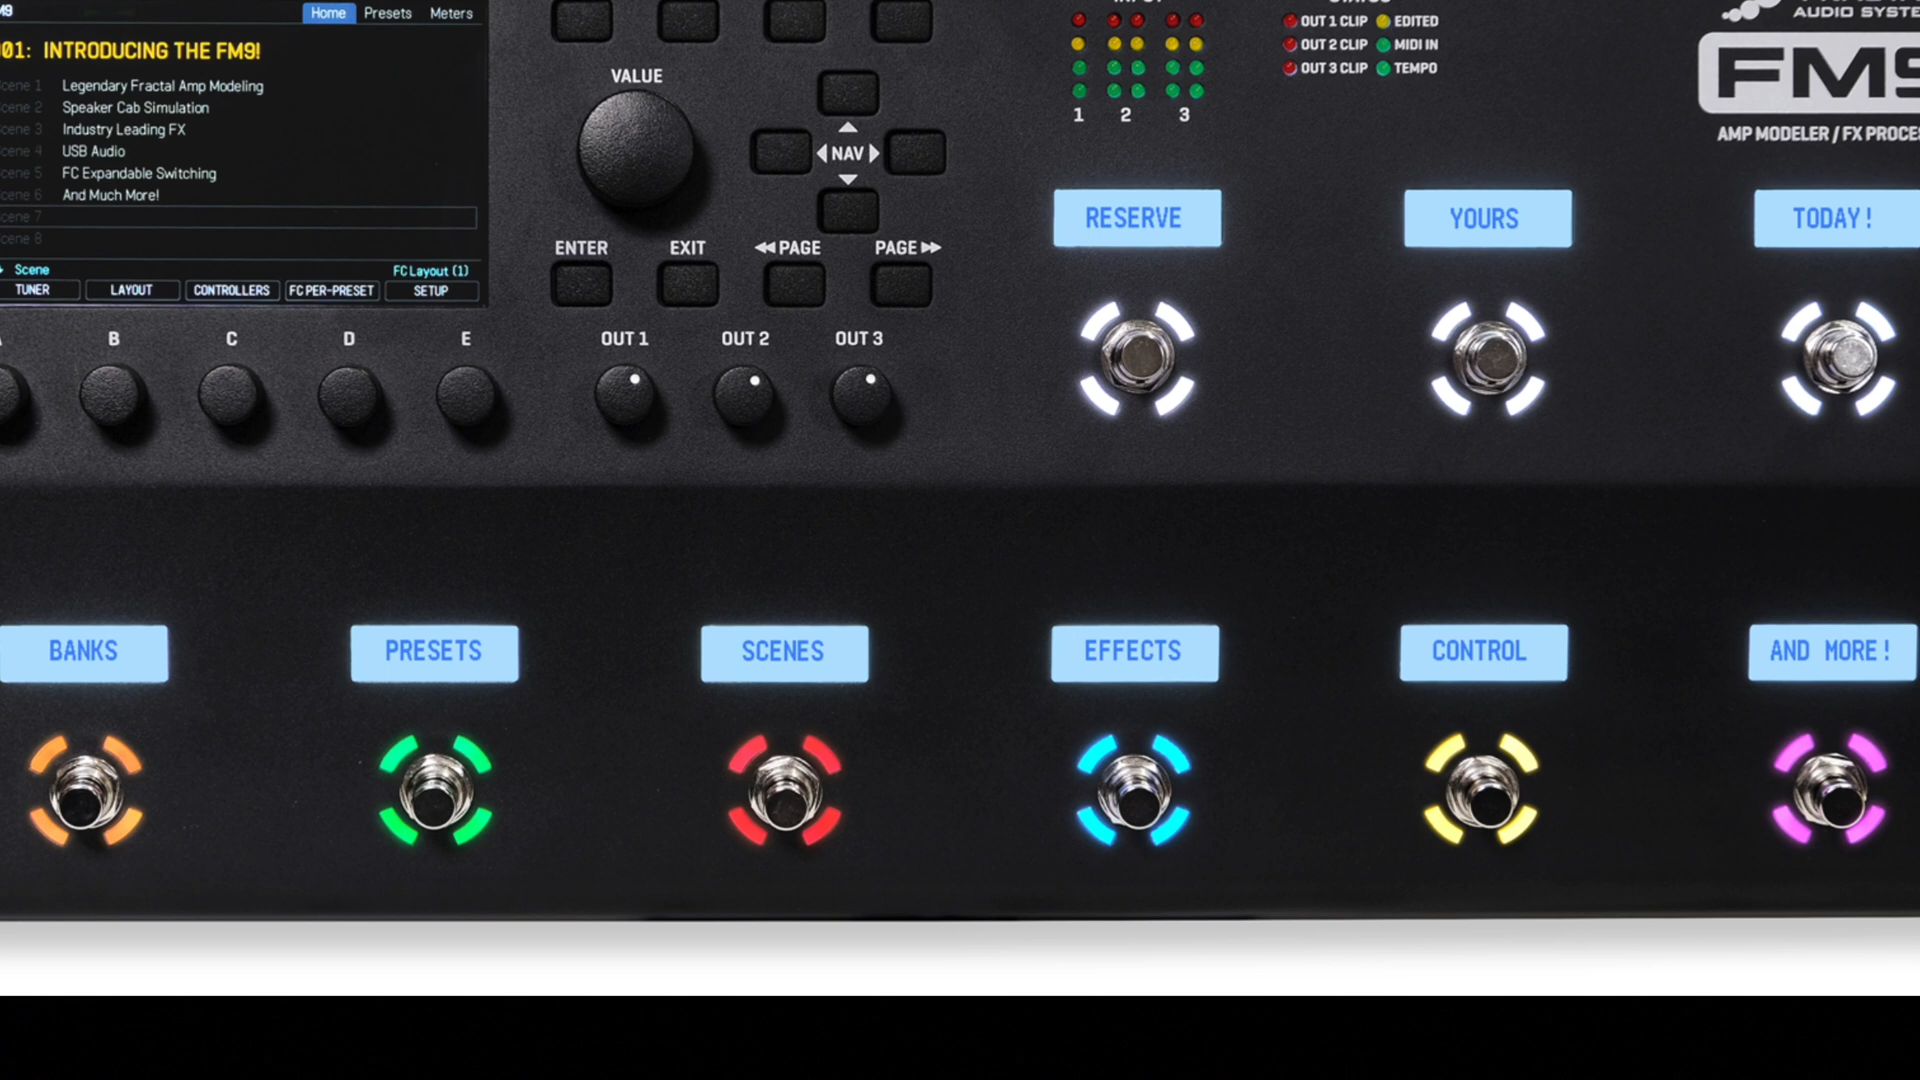 Home Presets Meters
INTRODUCING THE FM9!
Legendary Fractal Amp Modeling
Speaker Cab Simulation
Industry Leading FX
USB Audio
FC Expandable Switching
And Much More!
Scene
FC Layout (1)
TUNER LAYOUT CONTROLLERS FC PER-PRESET SETUP
B C D E
VALUE
NAV
ENTER EXIT PAGE PAGE
OUT 1 OUT 2 OUT 3
1 2 3
OUT 1 CLIP EDITED
OUT 2 CLIP MIDI IN
OUT 3 CLIP TEMPO
FM9
AMP MODELER / FX
RESERVE YOURS TODAY!
BANKS PRESETS SCENES EFFECTS CONTROL AND MORE!